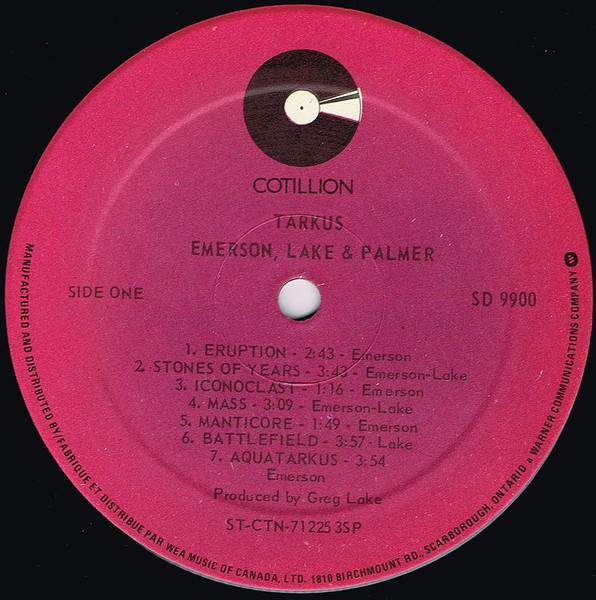 COTILLION
TARKUS
EMERSON, LAKE & PALMER
SIDE ONE
SD 9900
1. ERUPTION - 2:43 - Emerson
2. STONES OF YEARS - 3:43 - Emerson-Lake
3. ICONOCLAST - 1:16 - Emerson
4. MASS - 3:09 - Emerson-Lake
5. MANTICORE - 1:49 - Emerson
6. BATTLEFIELD - 3:57- Lake
7. AQUATARKUS - 3:54
Emerson
Produced by Greg Lake
ST-CTN-712253SP
MANUFACTURED AND DISTRIBUTED BY/FABRIQUE ET DISTRIBUE PAR WEA MUSIC OF CANADA, LTD. 1810 BIRCHMOUNT RD., SCARBOROUGH, ONTARIO a WARNER COMMUNICATIONS COMPANY